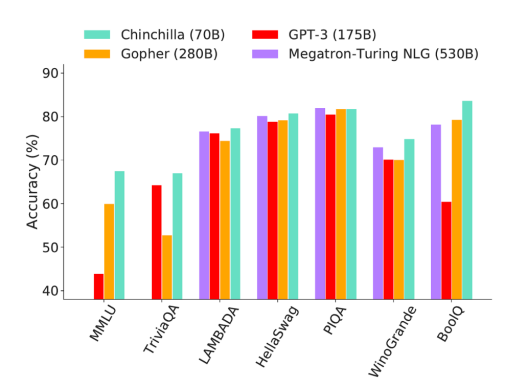 Chinchilla (70B) GPT-3 (175B)
Gopher (280B) Megatron-Turing NLG (530B)
Accuracy (%)
90
80
70
60
50
40
MMLU
TriviaQA
LAMBADA
HellaSwag
PIQA
WinoGrande
BoolQ